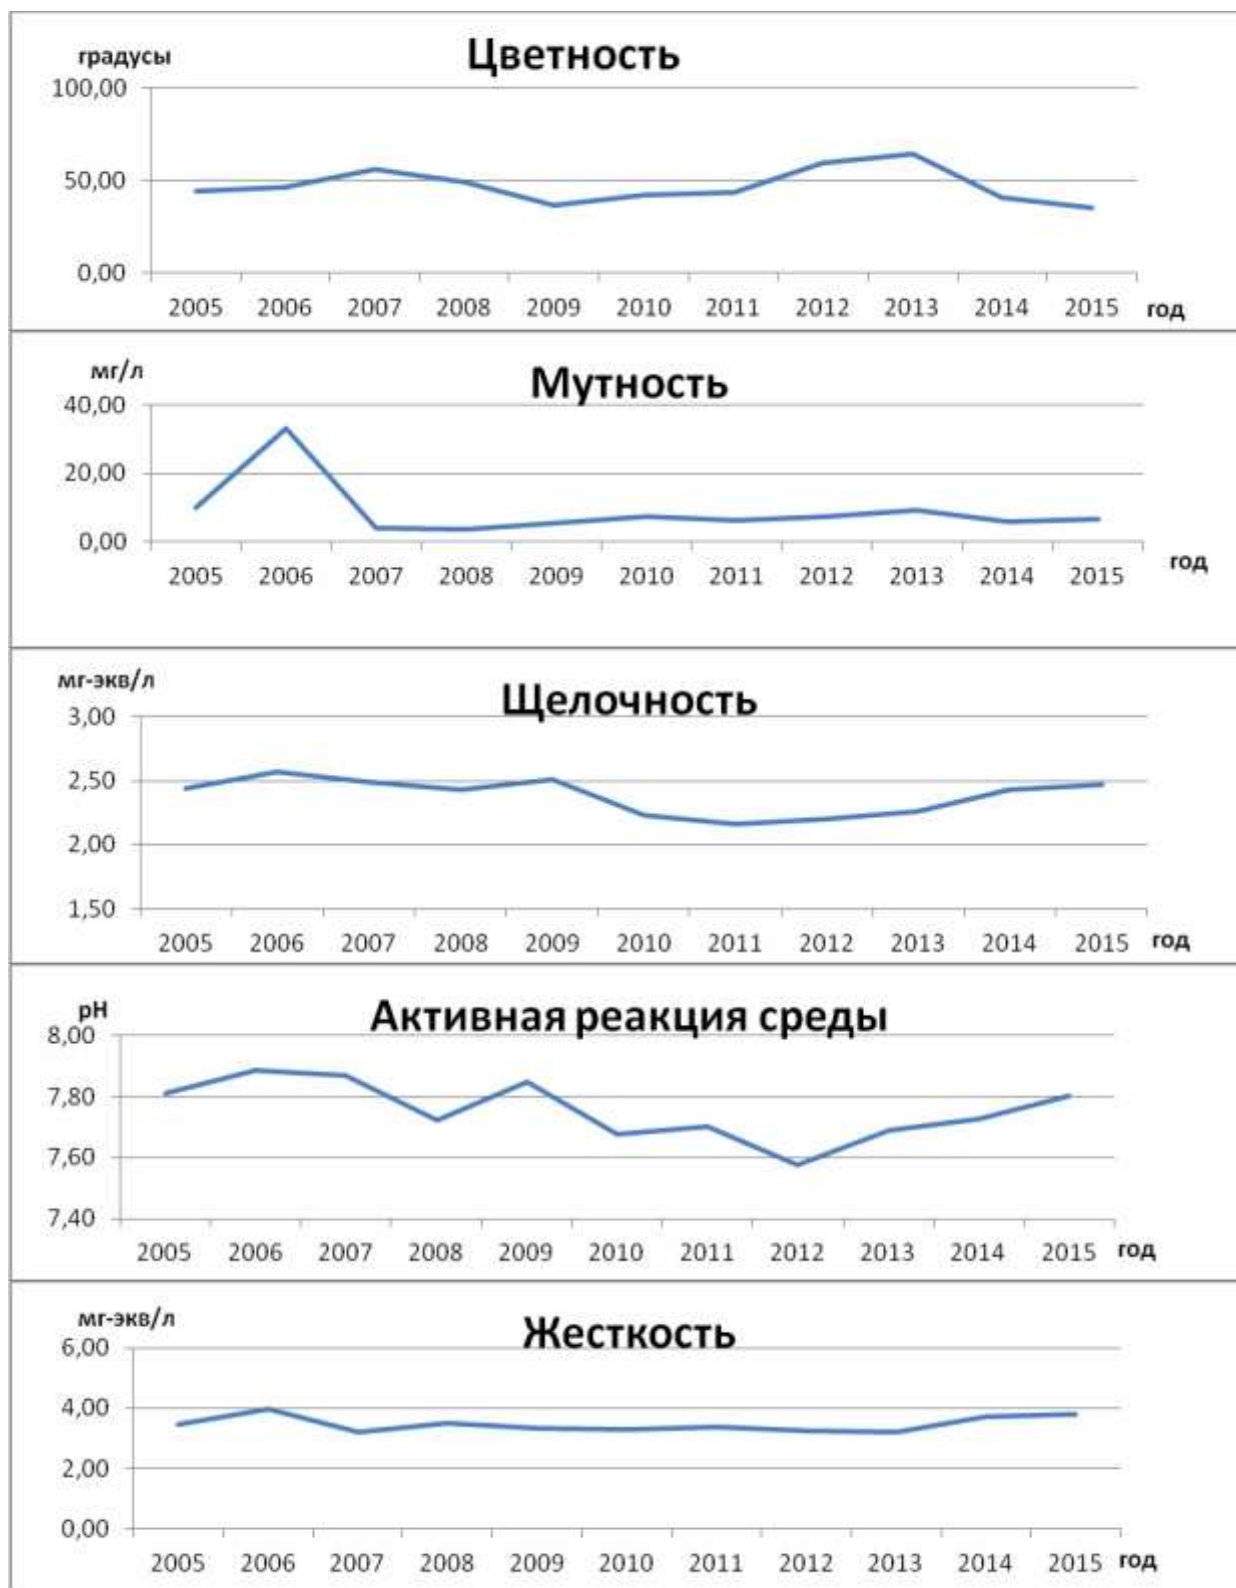 Цветность
градусы
100,00
50,00
0,00
2005 2006 2007 2008 2009 2010 2011 2012 2013 2014 2015 год
Мутность
мг/л
40,00
20,00
0,00
2005 2006 2007 2008 2009 2010 2011 2012 2013 2014 2015 год
мг-экв/л
Щелочность
3,00
2,50
2,00
1,50
2005 2006 2007 2008 2009 2010 2011 2012 2013 2014 2015 год
pH
Активная реакция среды
8,00
7,80
7,60
7,40
2005 2006 2007 2008 2009 2010 2011 2012 2013 2014 2015 год
мг-экв/л
Жесткость
6,00
4,00
2,00
0,00
2005 2006 2007 2008 2009 2010 2011 2012 2013 2014 2015 год